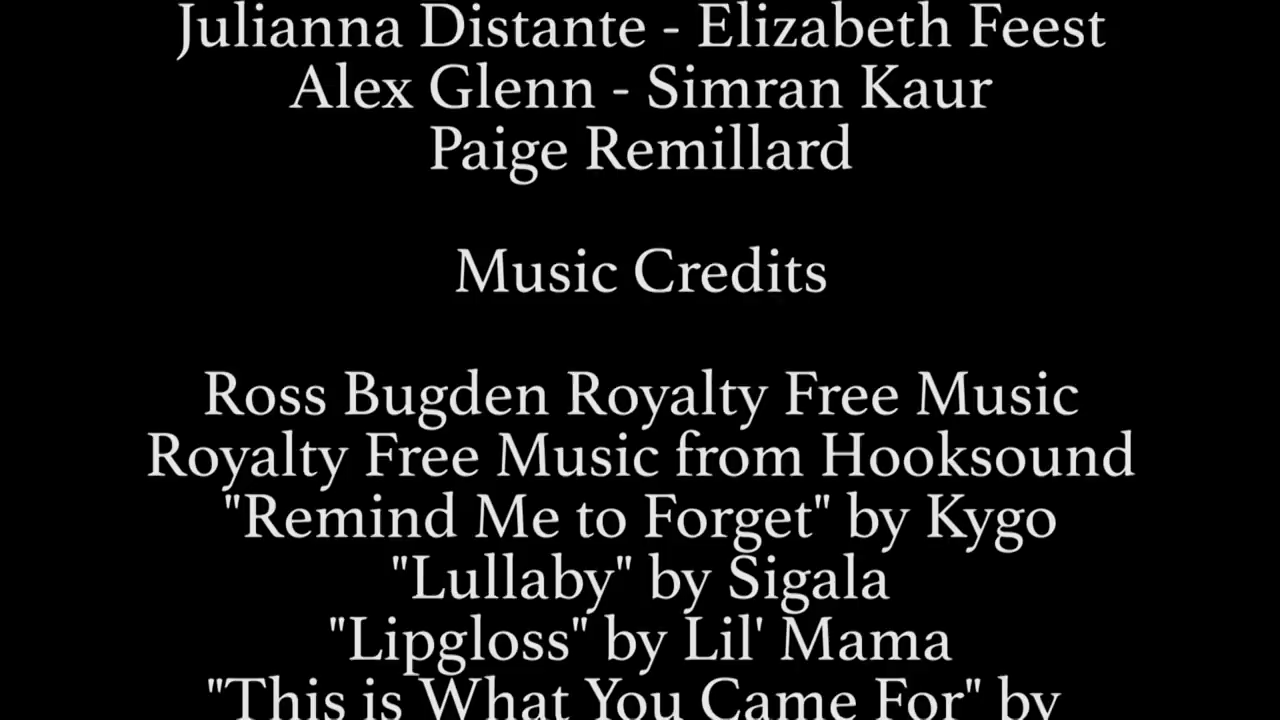 Julianna Distante - Elizabeth Feest
Alex Glenn - Simran Kaur
Paige Remillard
Music Credits
Ross Bugden Royalty Free Music
Royalty Free Music from Hooksound
"Remind Me to Forget" by Kygo
"Lullaby" by Sigala
"Lipgloss" by Lil' Mama
"This is What You Came For" by